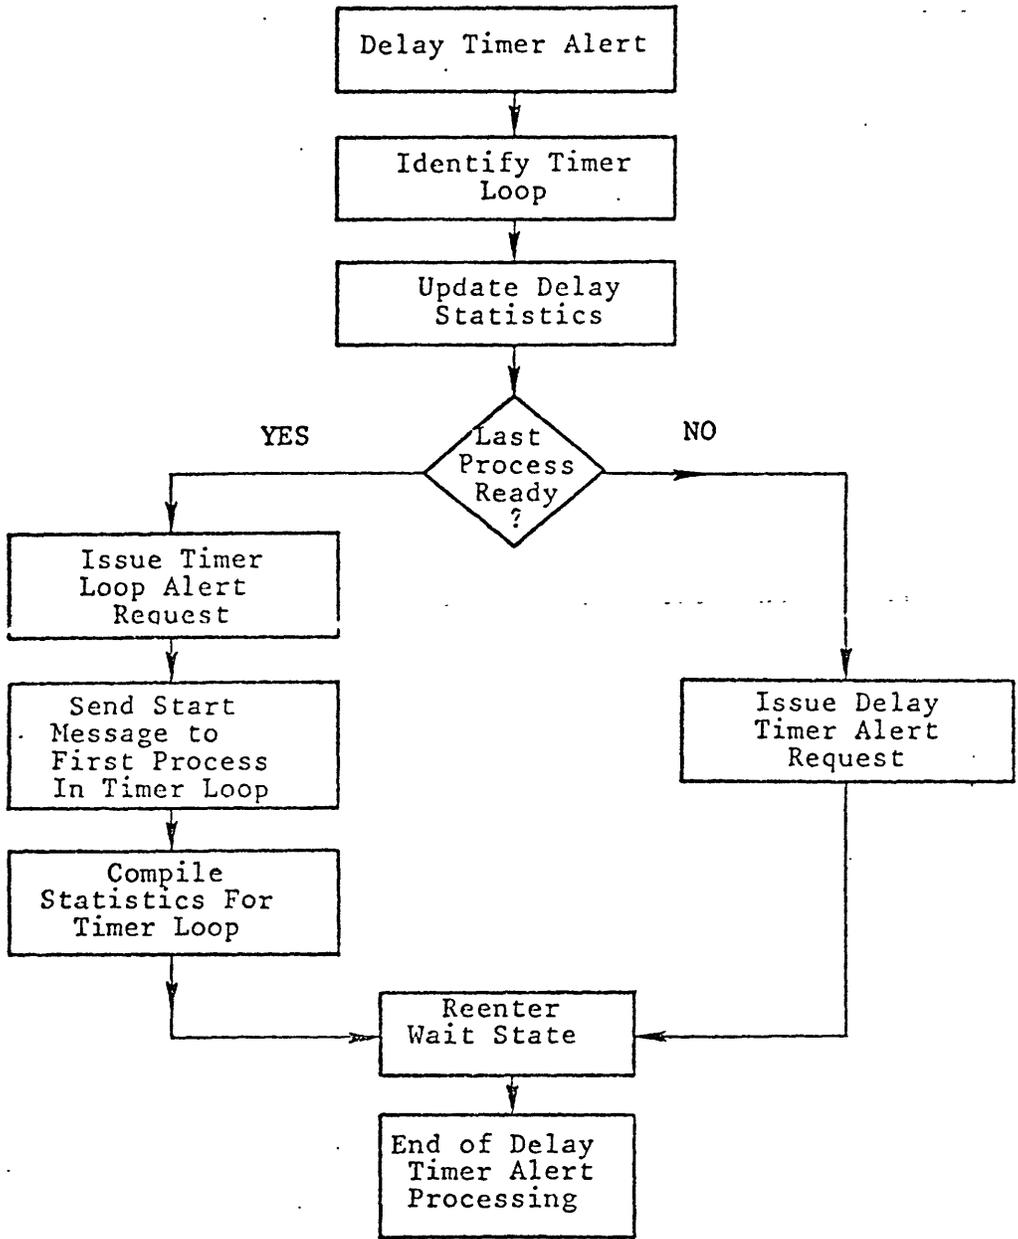 Delay Timer Alert
Identify Timer
Loop
Update Delay
Statistics
YES
NO
Last
Process
Ready
?
Issue Timer
Loop Alert
Request
Send Start
Message to
First Process
In Timer Loop
Compile
Statistics For
Timer Loop
Issue Delay
Timer Alert
Request
Reenter
Wait State
End of Delay
Timer Alert
Processing